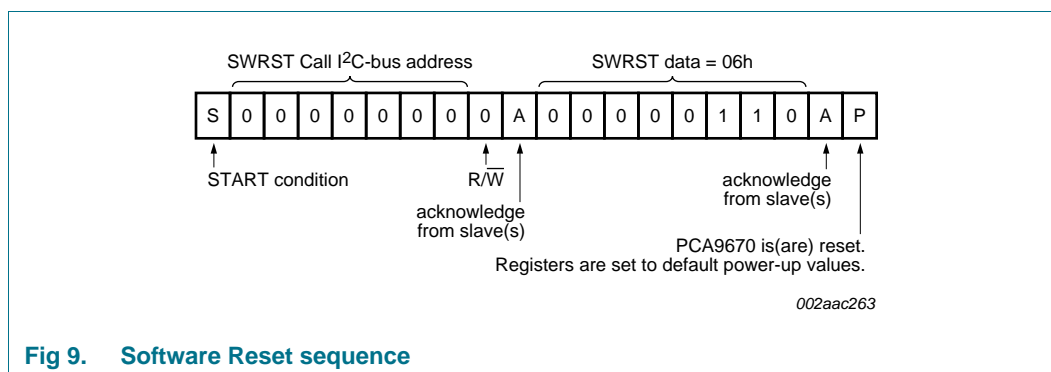 SWRST Call I2C-bus address SWRST data = 06h
S 0 0 0 0 0 0 0 0 A 0 0 0 0 0 1 1 0 A P
START condition R/W̅ acknowledge
acknowledge from slave(s)
from slave(s)
PCA9670 is(are) reset.
Registers are set to default power-up values.
002aac263
Fig 9. Software Reset sequence